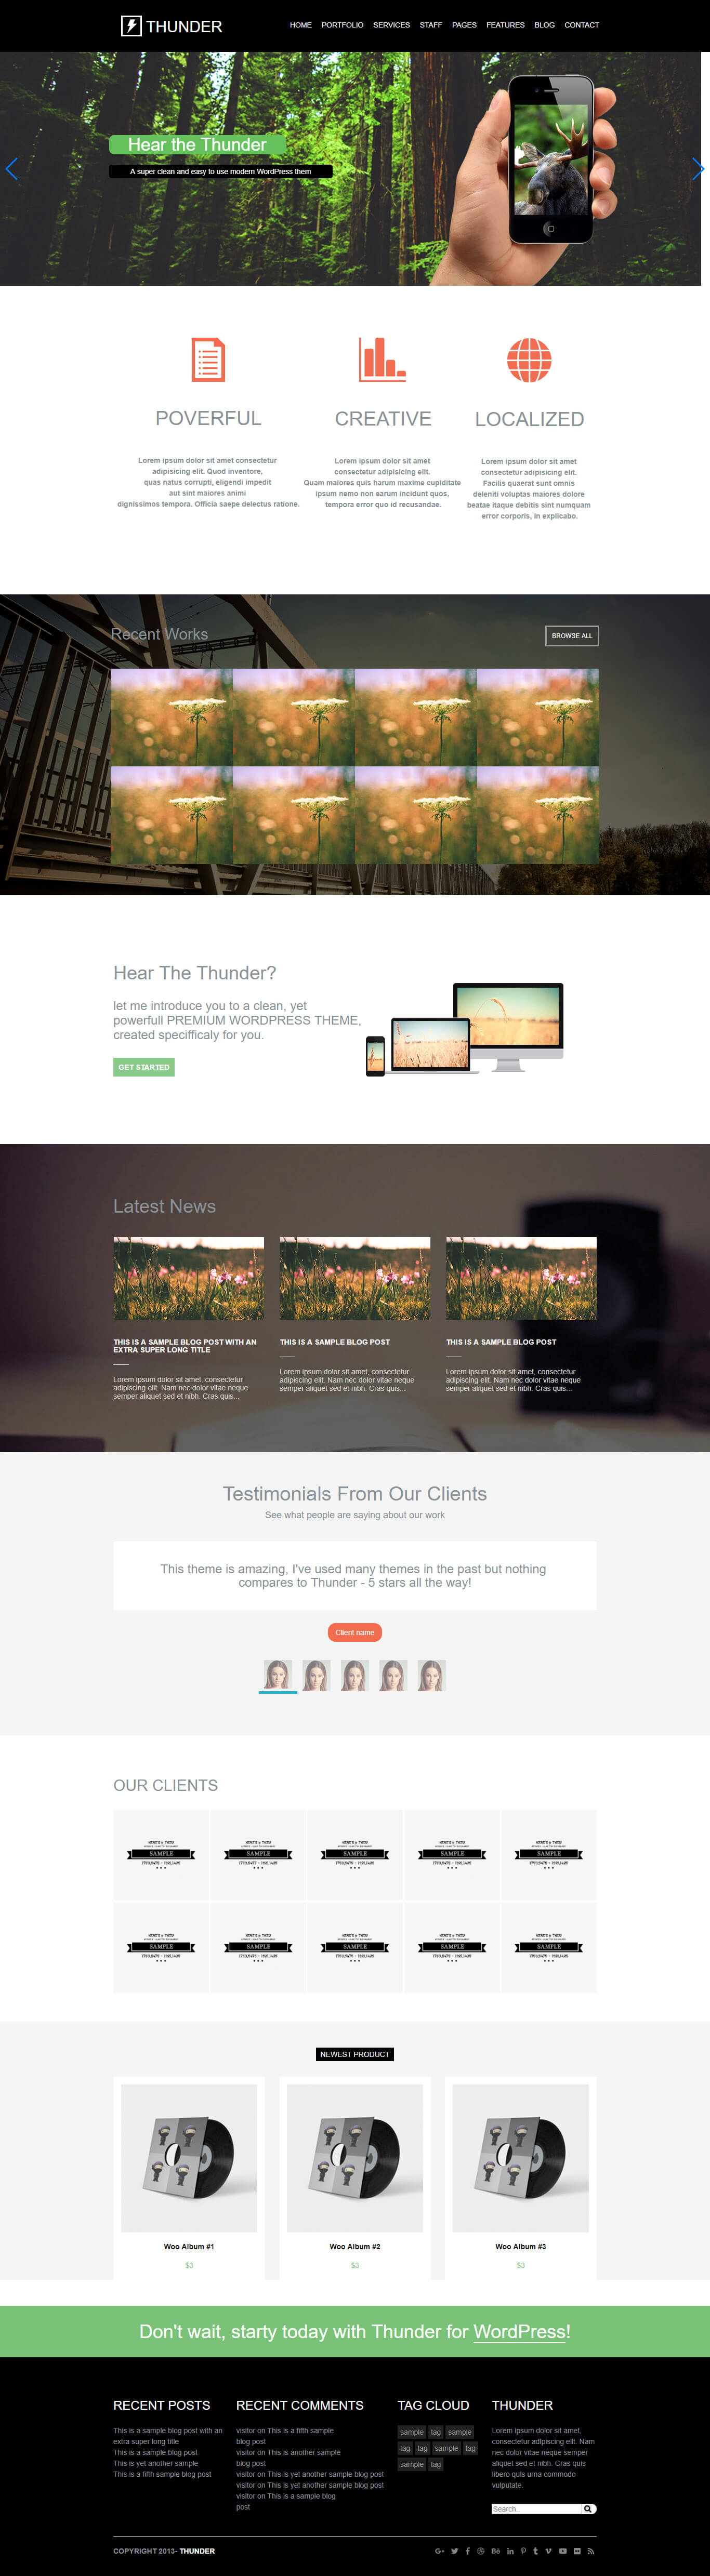 THUNDER
HOME PORTFOLIO SERVICES STAFF PAGES FEATURES BLOG CONTACT
Hear the Thunder
A super clean and easy to use modern WordPress them
POVERFUL
Lorem ipsum dolor sit amet consectetur
adipisicing elit. Quod inventore,
quas natus corrupti, eligendi impedit
aut sint maiores animi
dignissimos tempora. Officia saepe delectus ratione.
CREATIVE
Lorem ipsum dolor sit amet
consectetur adipisicing elit.
Quam maiores quis harum maxime cupiditate
ipsum nemo non earum incidunt quos,
tempora error quo id recusandae.
LOCALIZED
Lorem ipsum dolor sit amet
consectetur adipisicing elit.
Facilis quaerat sunt omnis
deleniti voluptas maiores dolore
beatae itaque debitis sint numquam
error corporis, in explicabo.
Recent Works
BROWSE ALL
Hear The Thunder?
let me introduce you to a clean, yet
powerfull PREMIUM WORDPRESS THEME,
created specifficaly for you.
GET STARTED
Latest News
THIS IS A SAMPLE BLOG POST WITH AN
EXTRA SUPER LONG TITLE
Lorem ipsum dolor sit amet, consectetur
adipiscing elit. Nam nec dolor vitae neque
semper aliquet sed et nibh. Cras quis...
THIS IS A SAMPLE BLOG POST
Lorem ipsum dolor sit amet, consectetur
adipiscing elit. Nam nec dolor vitae neque
semper aliquet sed et nibh. Cras quis...
THIS IS A SAMPLE BLOG POST
Lorem ipsum dolor sit amet, consectetur
adipiscing elit. Nam nec dolor vitae neque
semper aliquet sed et nibh. Cras quis...
Testimonials From Our Clients
See what people are saying about our work
This theme is amazing, I've used many themes in the past but nothing
compares to Thunder - 5 stars all the way!
Client name
OUR CLIENTS
SAMPLE
SAMPLE
SAMPLE
SAMPLE
SAMPLE
SAMPLE
SAMPLE
SAMPLE
SAMPLE
SAMPLE
NEWEST PRODUCT
Woo Album #1
$3
Woo Album #2
$3
Woo Album #3
$3
Don't wait, starty today with Thunder for WordPress!
RECENT POSTS
This is a sample blog post with an
extra super long title
This is a sample blog post
This is yet another sample
This is a fifth sample blog post
RECENT COMMENTS
visitor on This is a fifth sample
blog post
visitor on This is another sample
blog post
visitor on This is yet another sample blog post
visitor on This is yet another sample blog post
visitor on This is a sample blog
post
TAG CLOUD
sample tag sample
tag tag sample tag
sample tag
THUNDER
Lorem ipsum dolor sit amet,
consectetur adipiscing elit. Nam
nec dolor vitae neque semper
aliquet sed et nibh. Cras quis
libero quis urna commodo
vulputate.
Search..
COPYRIGHT 2013- THUNDER